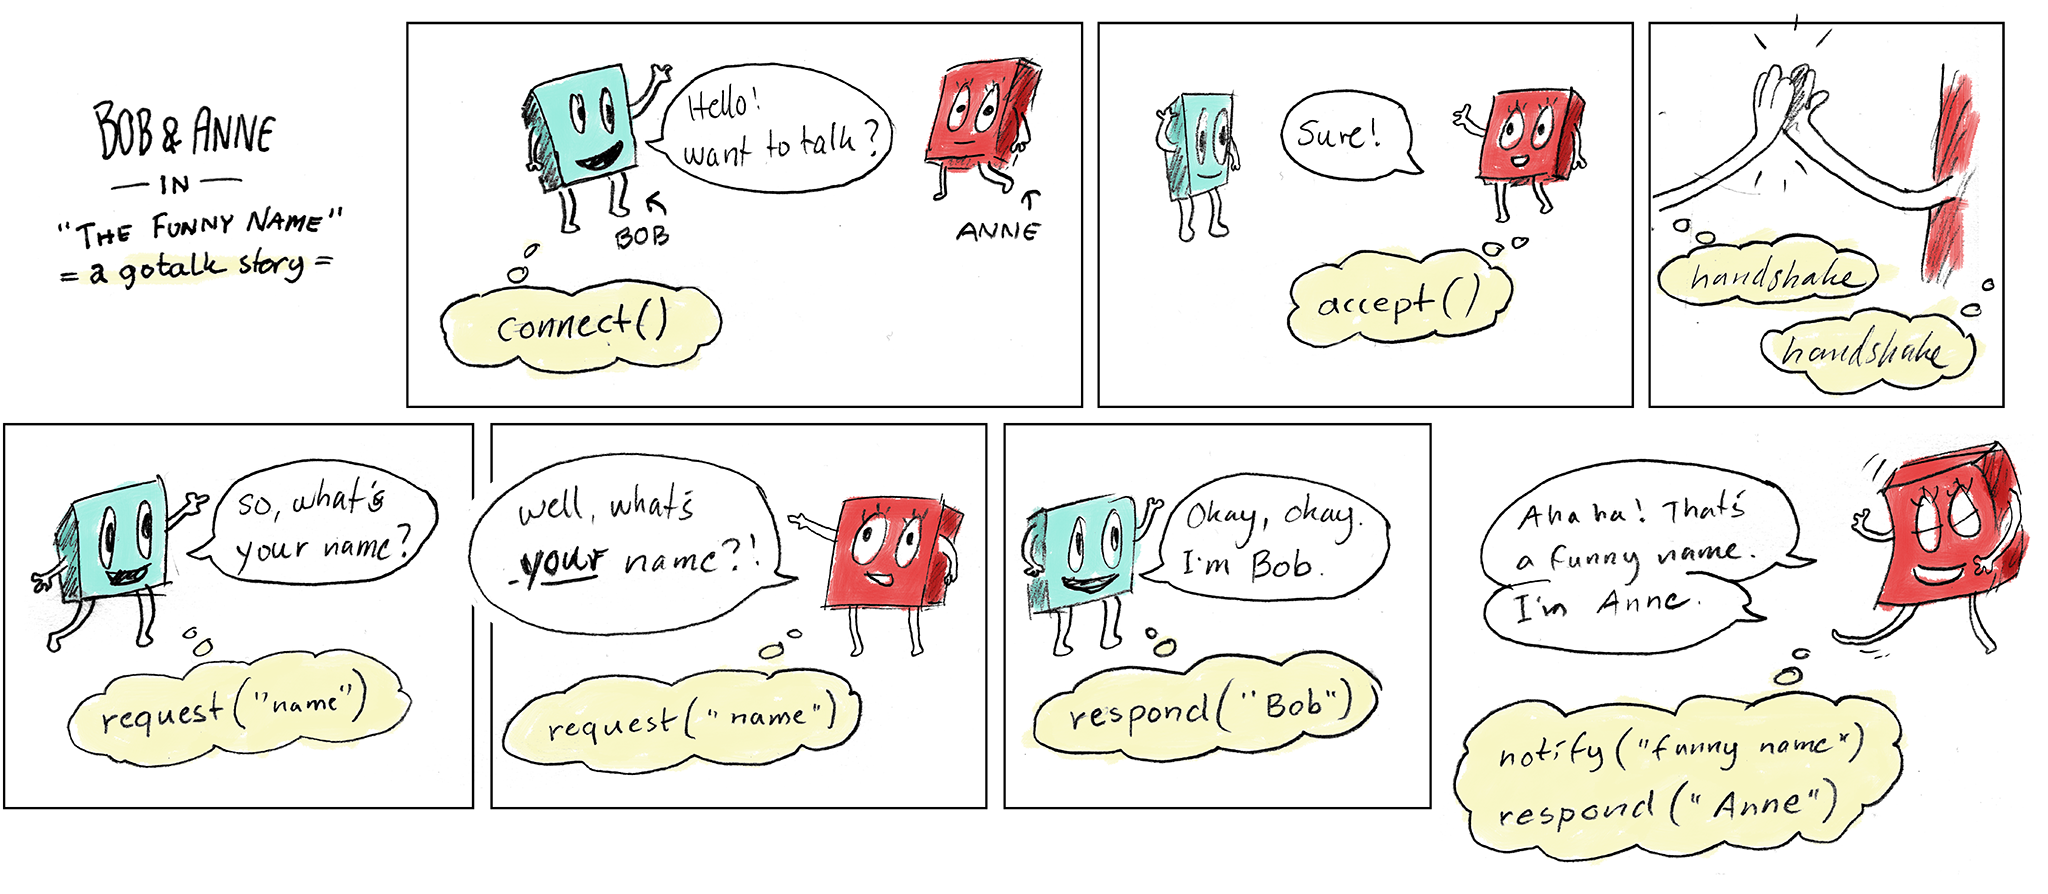 BOB & ANNE
— IN —
"THE FUNNY NAME"
= a gotalk story =
Hello!
want to talk?
BOB
ANNE
connect()
Sure!
accept()
handshake
handshake
so, what's
your name?
request("name")
well, what's
your name?!
request("name")
Okay, okay.
I'm Bob.
respond("Bob")
Aha ha! That's
a funny name.
I'm Anne.
notify("funny name")
respond("Anne")